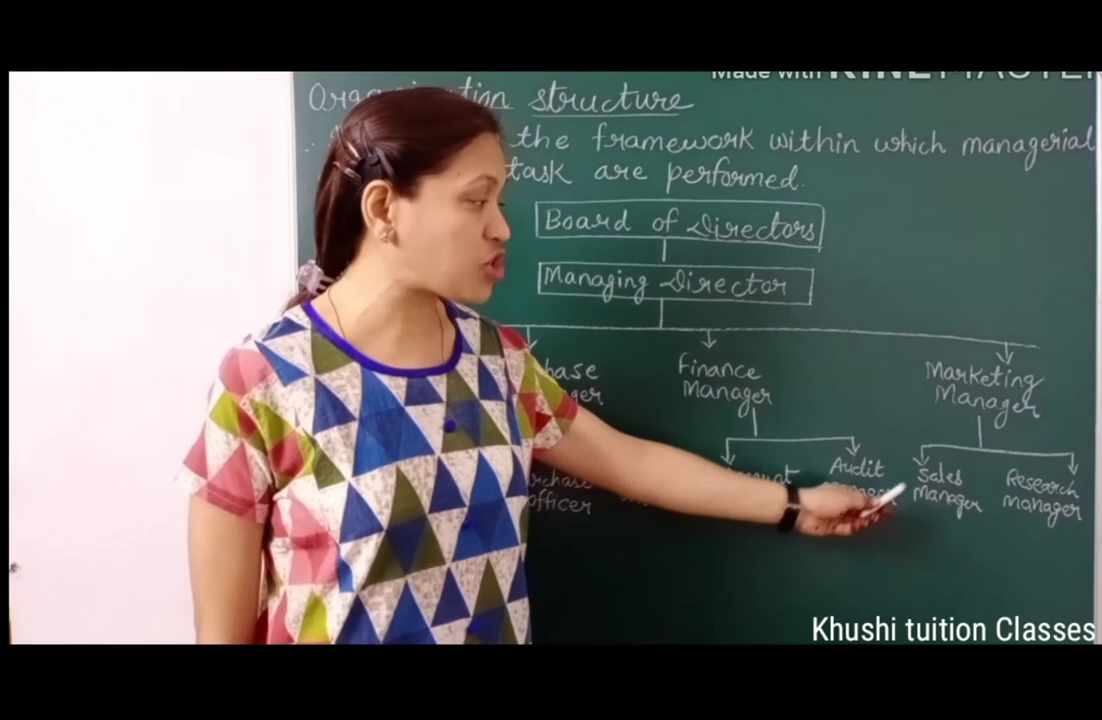 Made with KINEMASTER
structure
the framework within which managerial
task are performed.
Board of Directors
Managing Director
Finance
Manager
Marketing
Manager
Audit
Sales
Manager
Research
manager
officer
Khushi tuition Classes